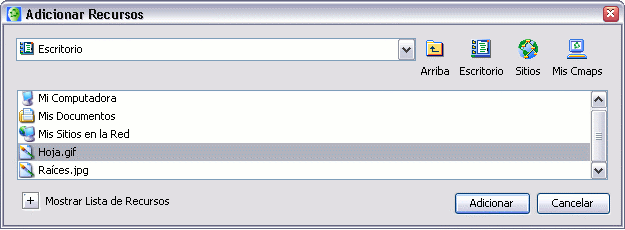 Adicionar Recursos
Escritorio
Arriba Escritorio Sitios Mis Cmaps
Mi Computadora
Mis Documentos
Mis Sitios en la Red
Hoja.gif
Raíces.jpg
+ Mostrar Lista de Recursos
Adicionar Cancelar